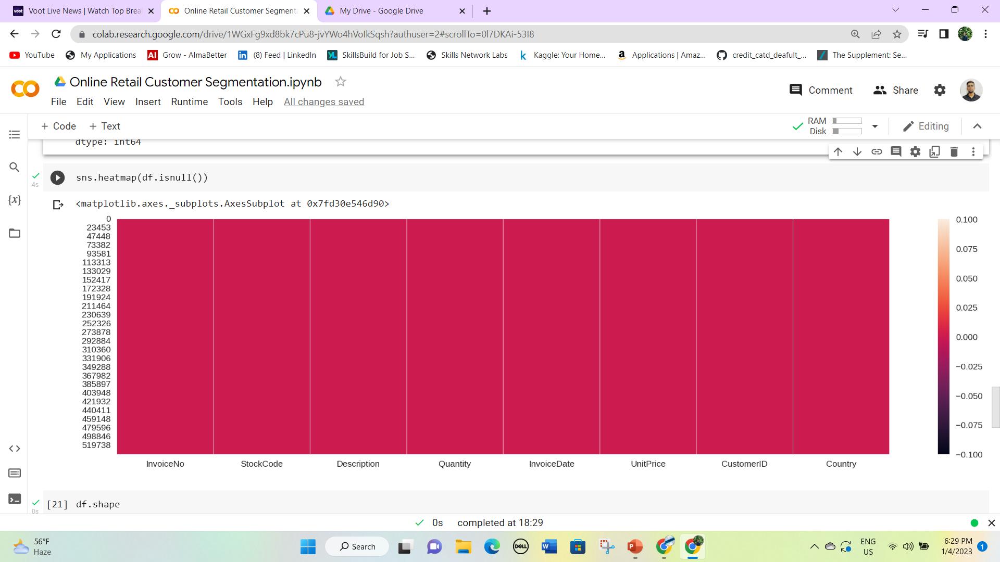 Voot Live News | Watch Top Brea
Online Retail Customer Segmenta
My Drive - Google Drive
colab.research.google.com/drive/1WGxFg9xd8bk7cPu8-jvYWo4hVoIkSqsh?authuser=2#scrollTo=0l7DKAi-53I8
YouTube
My Applications
Grow - AlmaBetter
(8) Feed | LinkedIn
SkillsBuild for Job S...
Skills Network Labs
Kaggle: Your Home...
Applications | Amaz...
credit_catd_deafult_...
The Supplement: Se...
Online Retail Customer Segmentation.ipynb
File Edit View Insert Runtime Tools Help All changes saved
Comment
Share
+ Code + Text
RAM
Disk
Editing
dtype: int64
sns.heatmap(df.isnull())
4s
<matplotlib.axes._subplots.AxesSubplot at 0x7fd30e546d90>
0
23453
47448
73382
93581
113313
133029
152417
172328
191924
211464
230639
252326
273878
292884
310360
331906
349288
367982
385897
403948
421932
440411
459148
479596
498846
519738
InvoiceNo StockCode Description Quantity InvoiceDate UnitPrice CustomerID Country
0.100
0.075
0.050
0.025
0.000
−0.025
−0.050
−0.075
−0.100
[21] df.shape
0s
0s completed at 18:29
56°F
Haze
Search
ENG
US
6:29 PM
1/4/2023
1